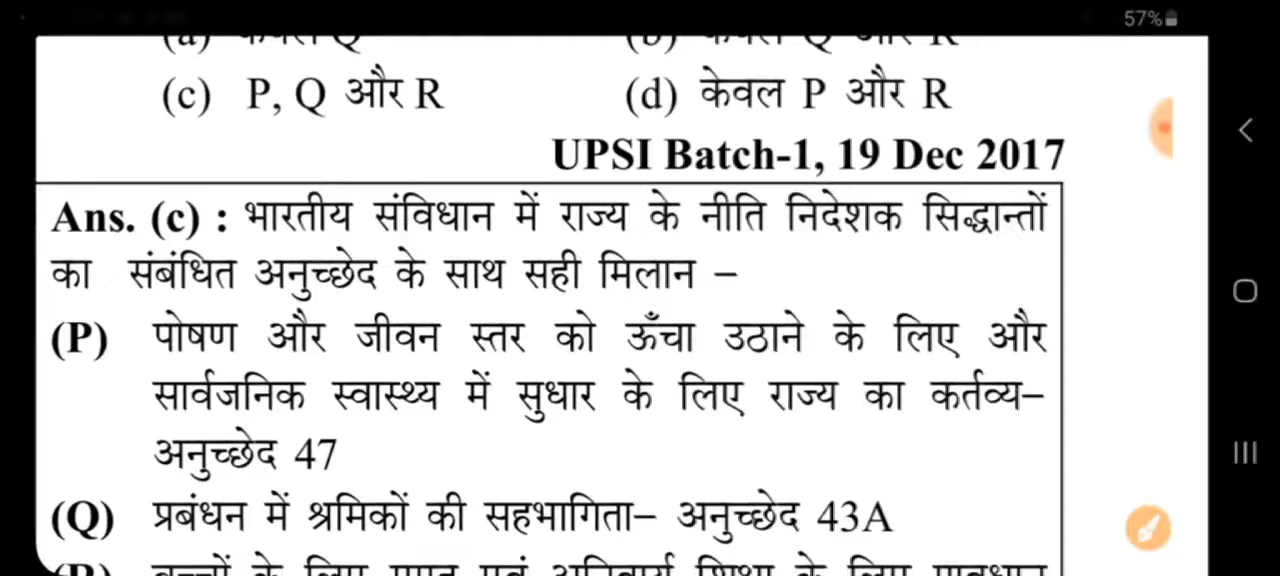 57%
(c) P, Q और R (d) केवल P और R
UPSI Batch-1, 19 Dec 2017
Ans. (c) : भारतीय संविधान में राज्य के नीति निदेशक सिद्धान्तों
का संबंधित अनुच्छेद के साथ सही मिलान –
(P) पोषण और जीवन स्तर को ऊँचा उठाने के लिए और
सार्वजनिक स्वास्थ्य में सुधार के लिए राज्य का कर्तव्य–
अनुच्छेद 47
(Q) प्रबंधन में श्रमिकों की सहभागिता– अनुच्छेद 43A